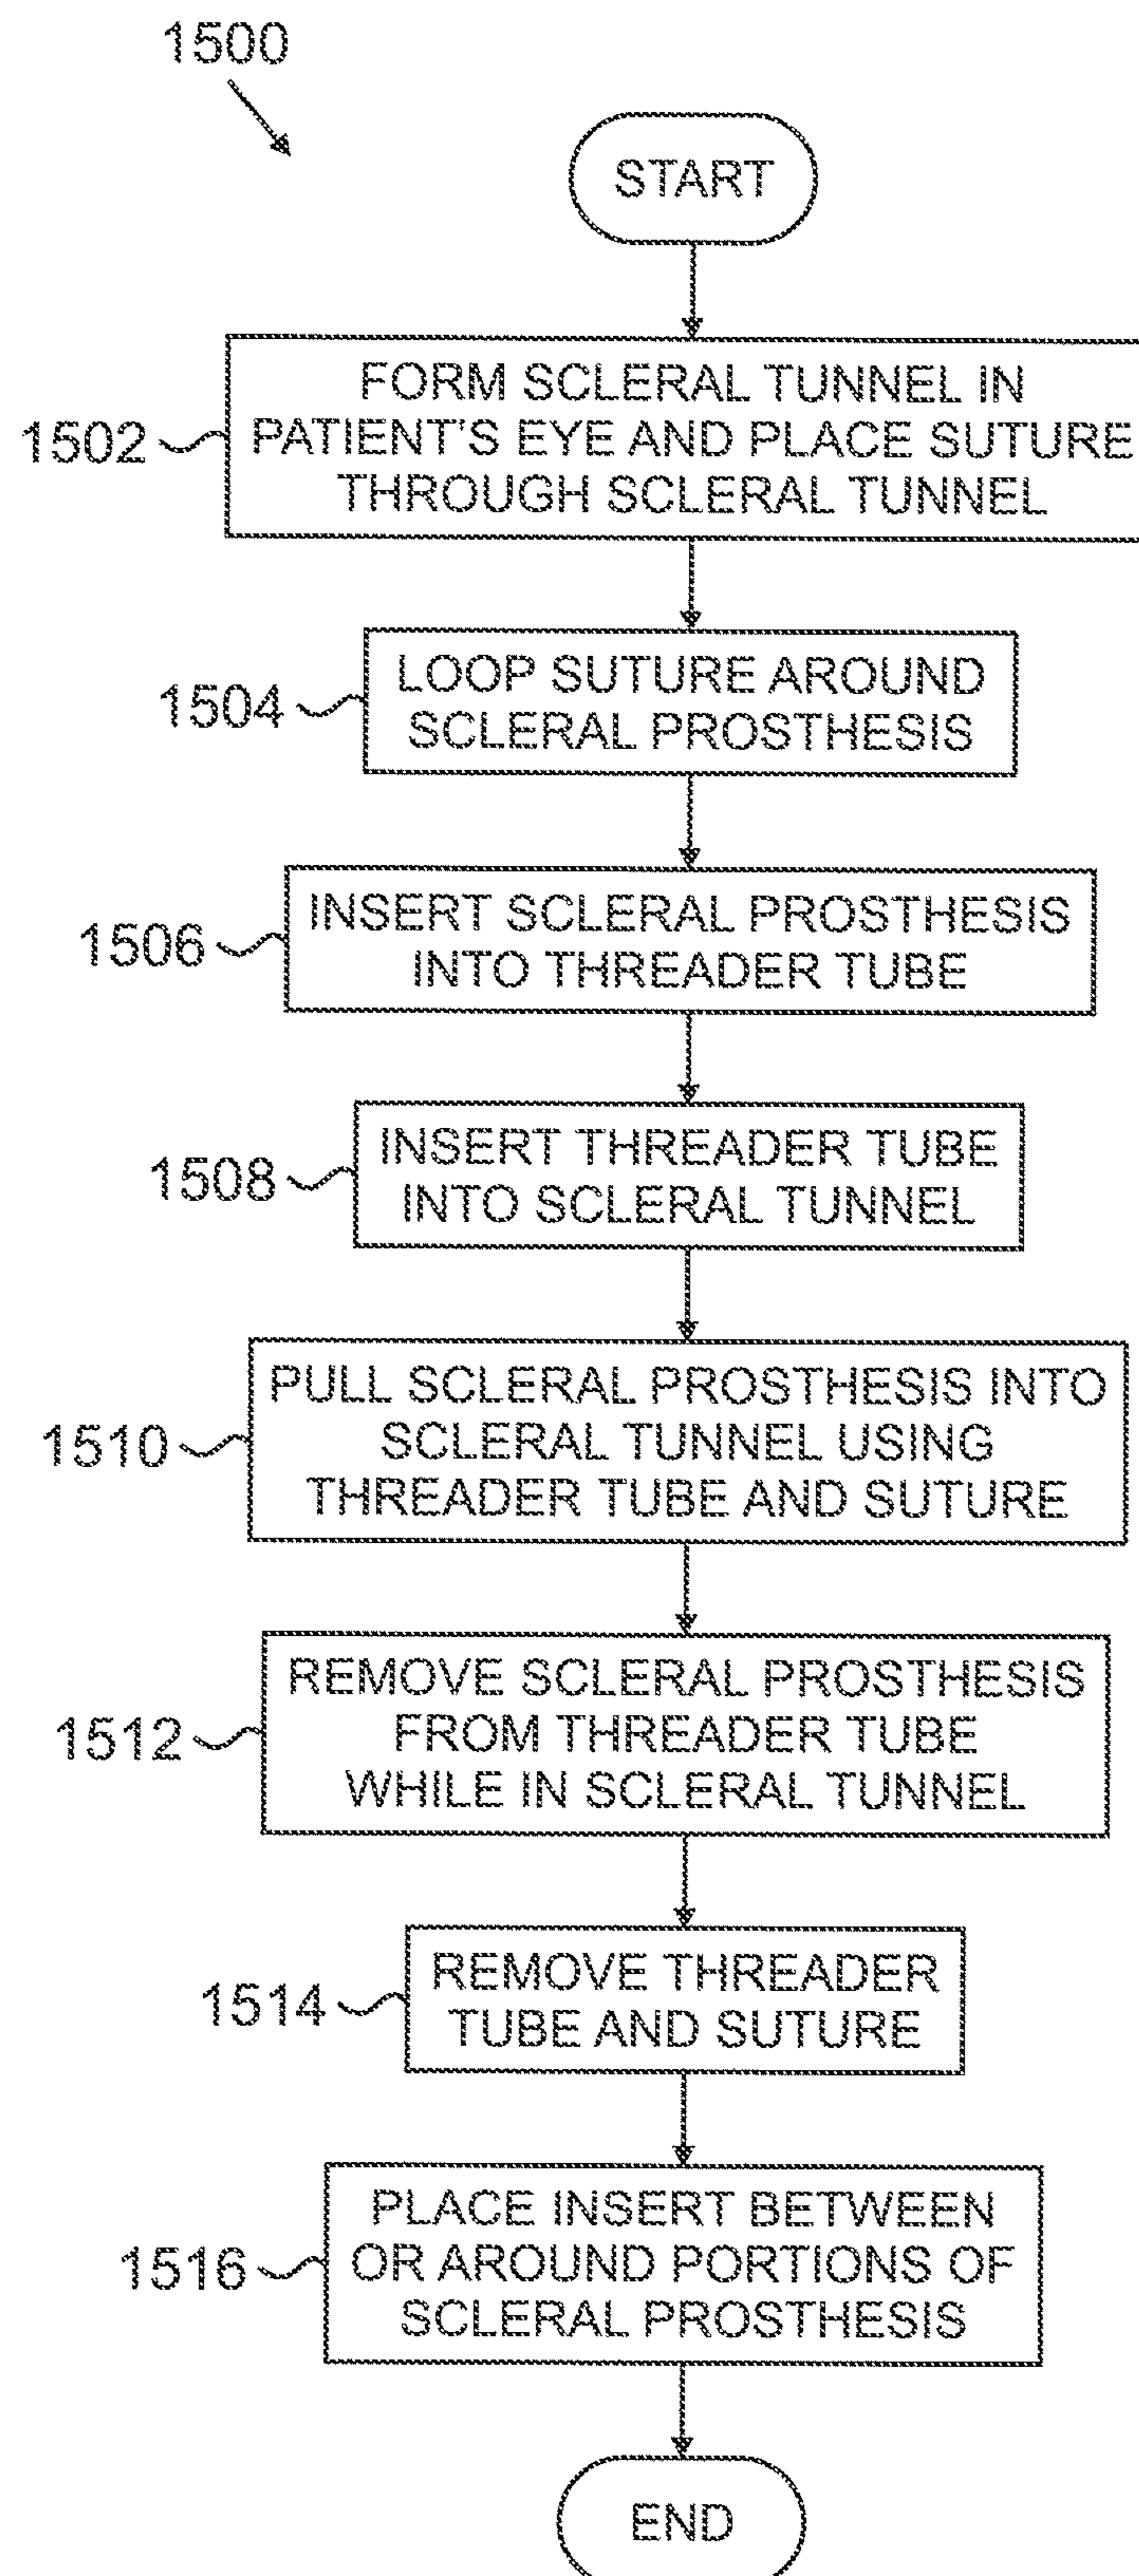 1500
START
1502
FORM SCLERAL TUNNEL IN
PATIENT'S EYE AND PLACE SUTURE
THROUGH SCLERAL TUNNEL
1504
LOOP SUTURE AROUND
SCLERAL PROSTHESIS
1506
INSERT SCLERAL PROSTHESIS
INTO THREADER TUBE
1508
INSERT THREADER TUBE
INTO SCLERAL TUNNEL
1510
PULL SCLERAL PROSTHESIS INTO
SCLERAL TUNNEL USING
THREADER TUBE AND SUTURE
1512
REMOVE SCLERAL PROSTHESIS
FROM THREADER TUBE
WHILE IN SCLERAL TUNNEL
1514
REMOVE THREADER
TUBE AND SUTURE
1516
PLACE INSERT BETWEEN
OR AROUND PORTIONS OF
SCLERAL PROSTHESIS
END